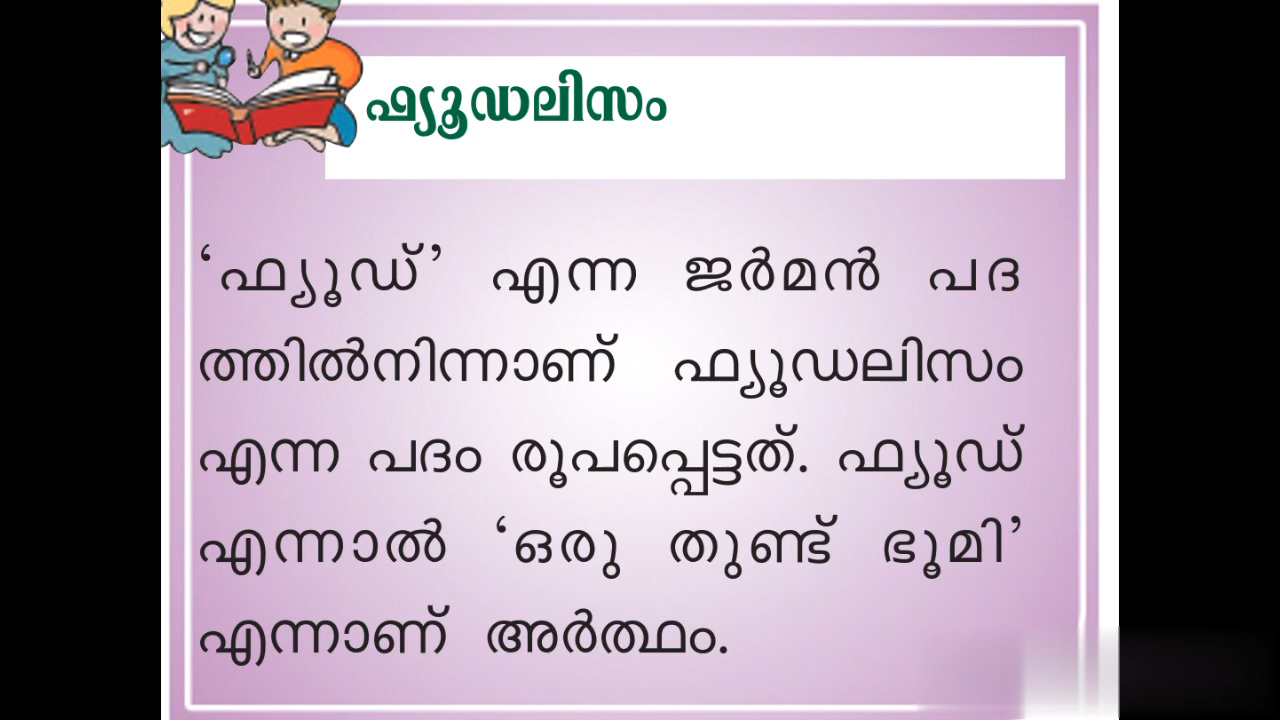 ഫ്യൂഡലിസം
‘ഫ്യൂഡ്’ എന്ന ജർമൻ പദ
ത്തിൽനിന്നാണ് ഫ്യൂഡലിസം
എന്ന പദം രൂപപ്പെട്ടത്. ഫ്യൂഡ്
എന്നാൽ ‘ഒരു തുണ്ട് ഭൂമി’
എന്നാണ് അർത്ഥം.